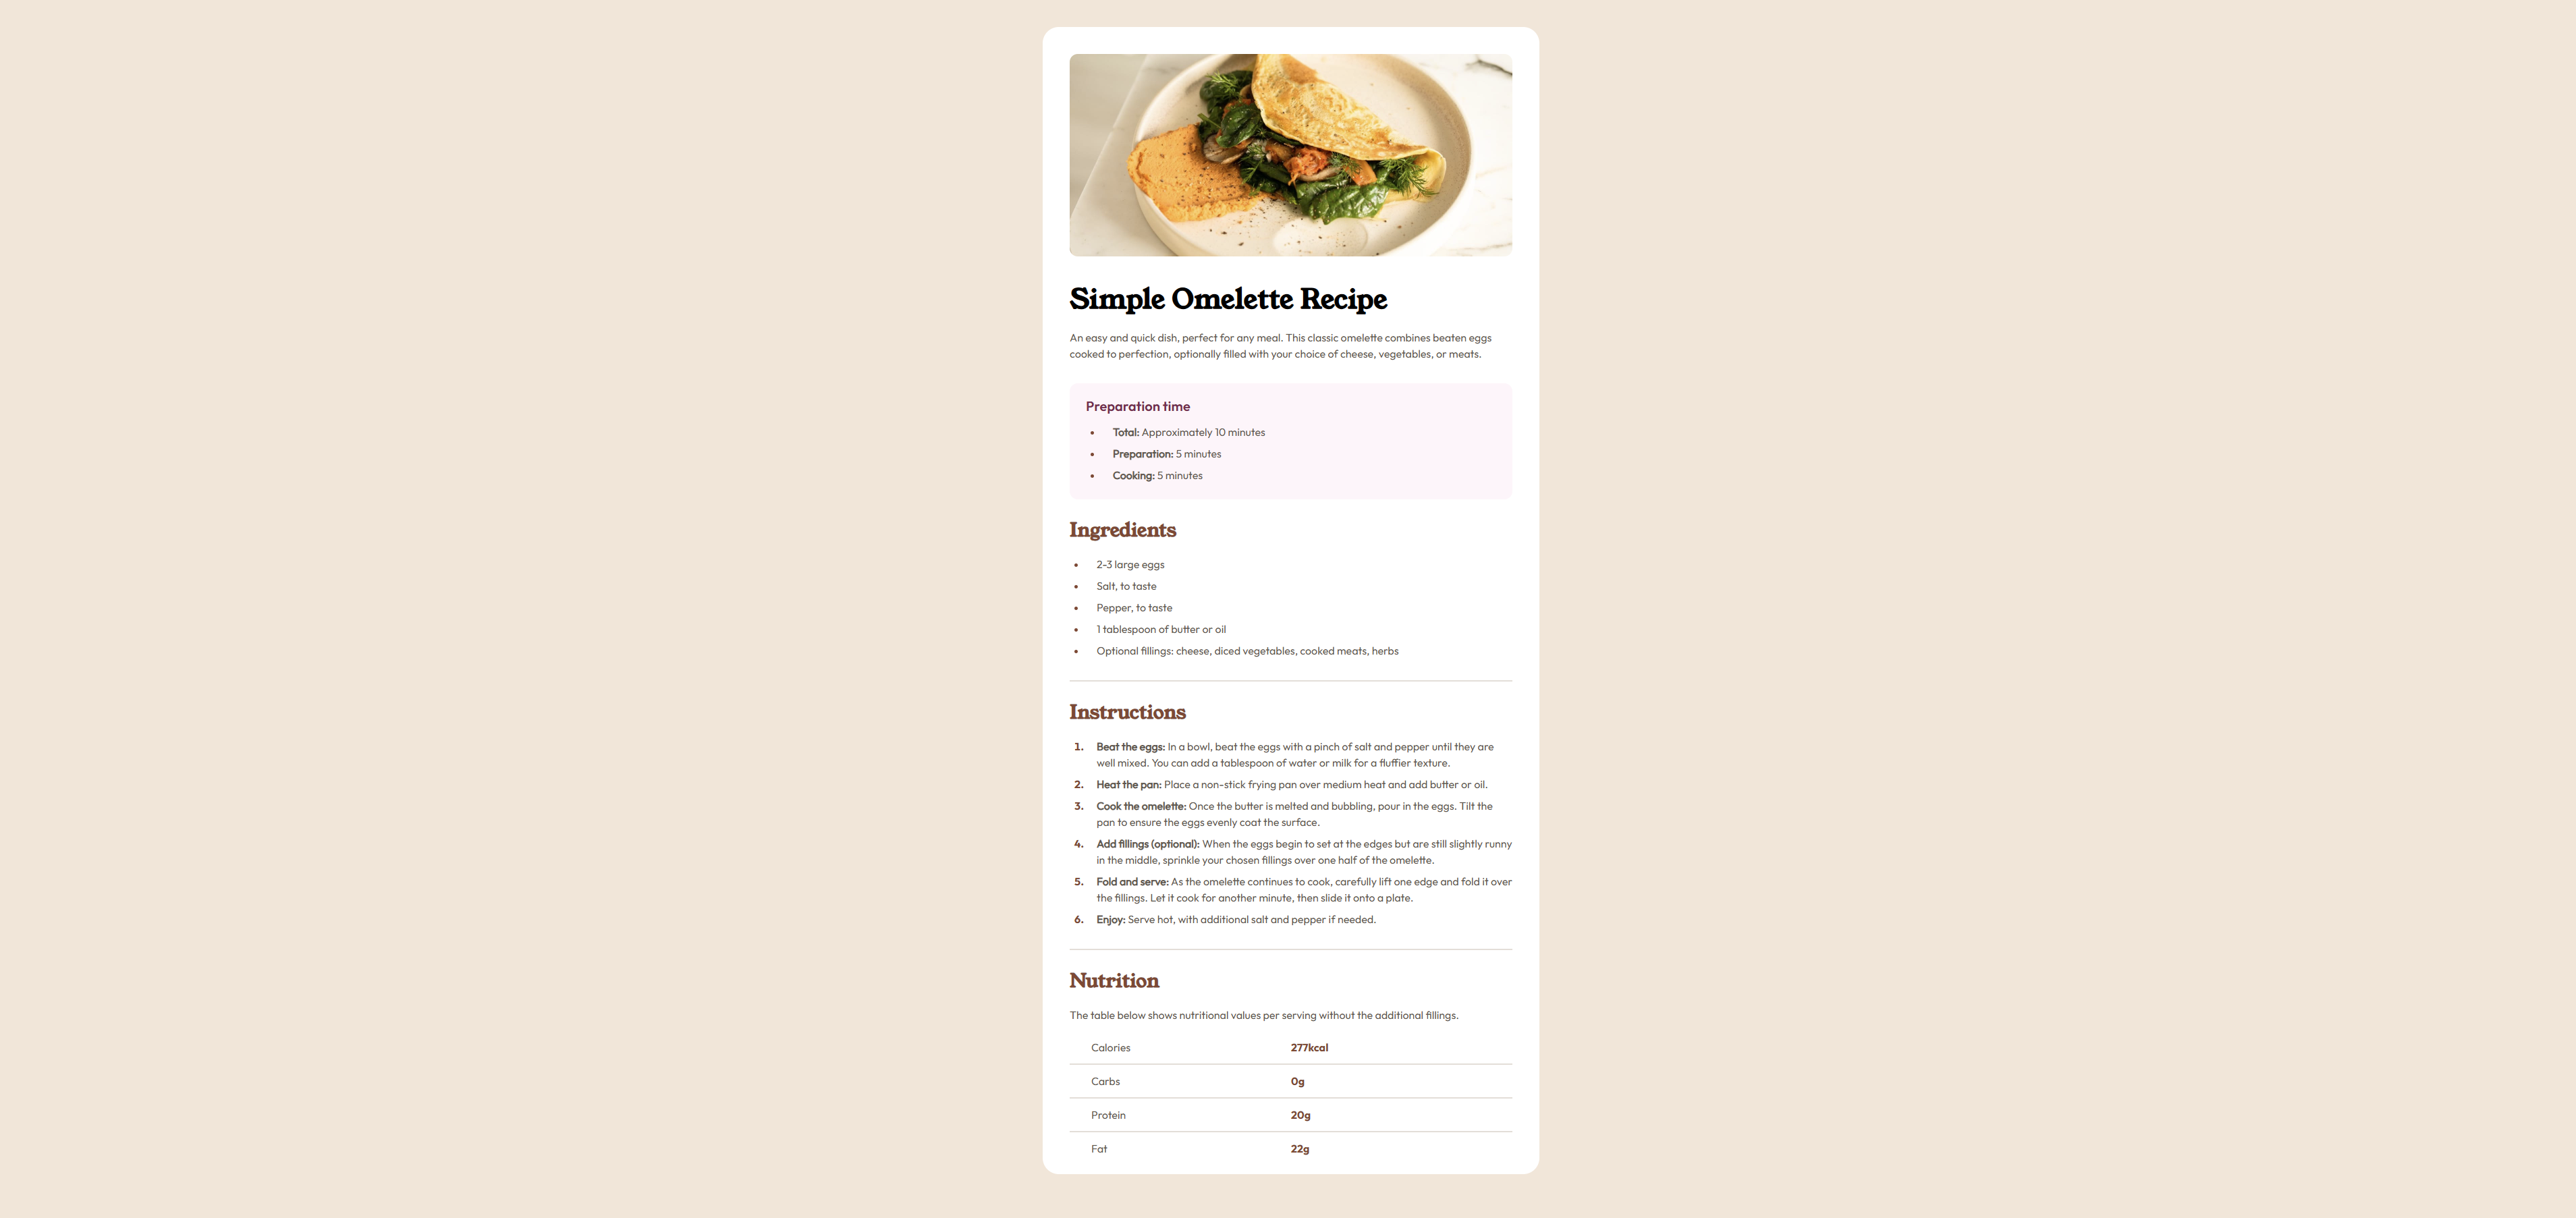 Simple Omelette Recipe
An easy and quick dish, perfect for any meal. This classic omelette combines beaten eggs
cooked to perfection, optionally filled with your choice of cheese, vegetables, or meats.
Preparation time
• Total: Approximately 10 minutes
• Preparation: 5 minutes
• Cooking: 5 minutes
Ingredients
• 2-3 large eggs
• Salt, to taste
• Pepper, to taste
• 1 tablespoon of butter or oil
• Optional fillings: cheese, diced vegetables, cooked meats, herbs
Instructions
1. Beat the eggs: In a bowl, beat the eggs with a pinch of salt and pepper until they are
well mixed. You can add a tablespoon of water or milk for a fluffier texture.
2. Heat the pan: Place a non-stick frying pan over medium heat and add butter or oil.
3. Cook the omelette: Once the butter is melted and bubbling, pour in the eggs. Tilt the
pan to ensure the eggs evenly coat the surface.
4. Add fillings (optional): When the eggs begin to set at the edges but are still slightly runny
in the middle, sprinkle your chosen fillings over one half of the omelette.
5. Fold and serve: As the omelette continues to cook, carefully lift one edge and fold it over
the fillings. Let it cook for another minute, then slide it onto a plate.
6. Enjoy: Serve hot, with additional salt and pepper if needed.
Nutrition
The table below shows nutritional values per serving without the additional fillings.
Calories 277kcal
Carbs 0g
Protein 20g
Fat 22g